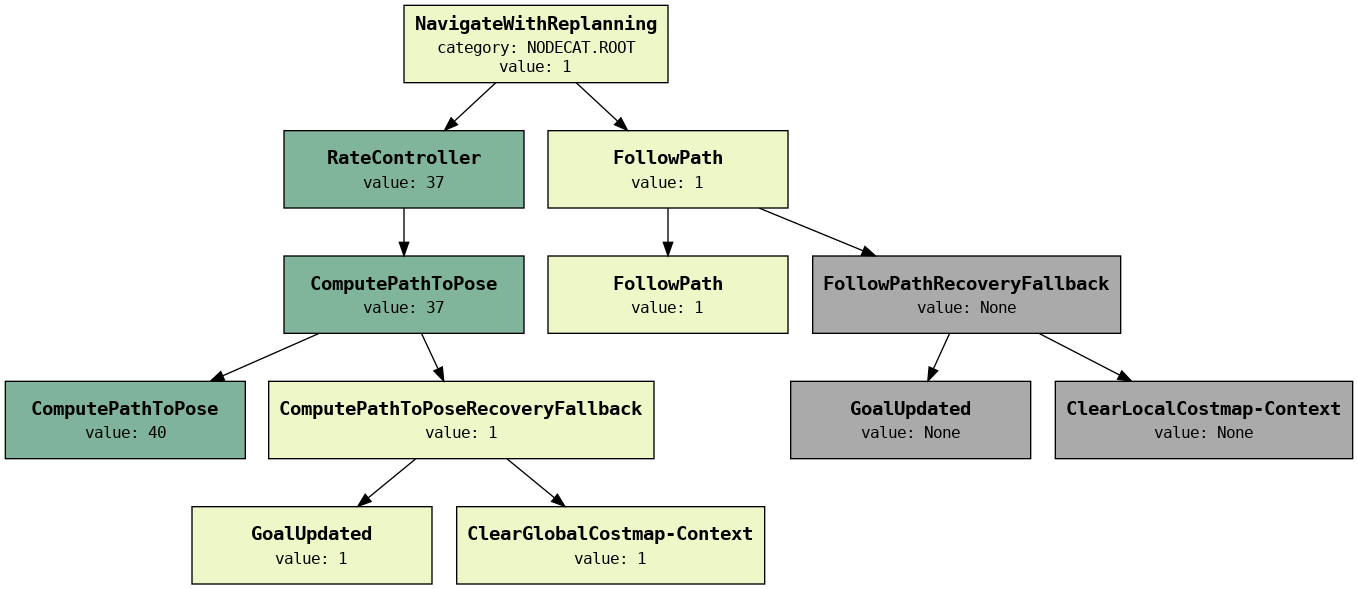 NavigateWithReplanning
category: NODECAT.ROOT
value: 1
RateController
value: 37
FollowPath
value: 1
ComputePathToPose
value: 37
FollowPath
value: 1
FollowPathRecoveryFallback
value: None
ComputePathToPose
value: 40
ComputePathToPoseRecoveryFallback
value: 1
GoalUpdated
value: None
ClearLocalCostmap-Context
value: None
GoalUpdated
value: 1
ClearGlobalCostmap-Context
value: 1